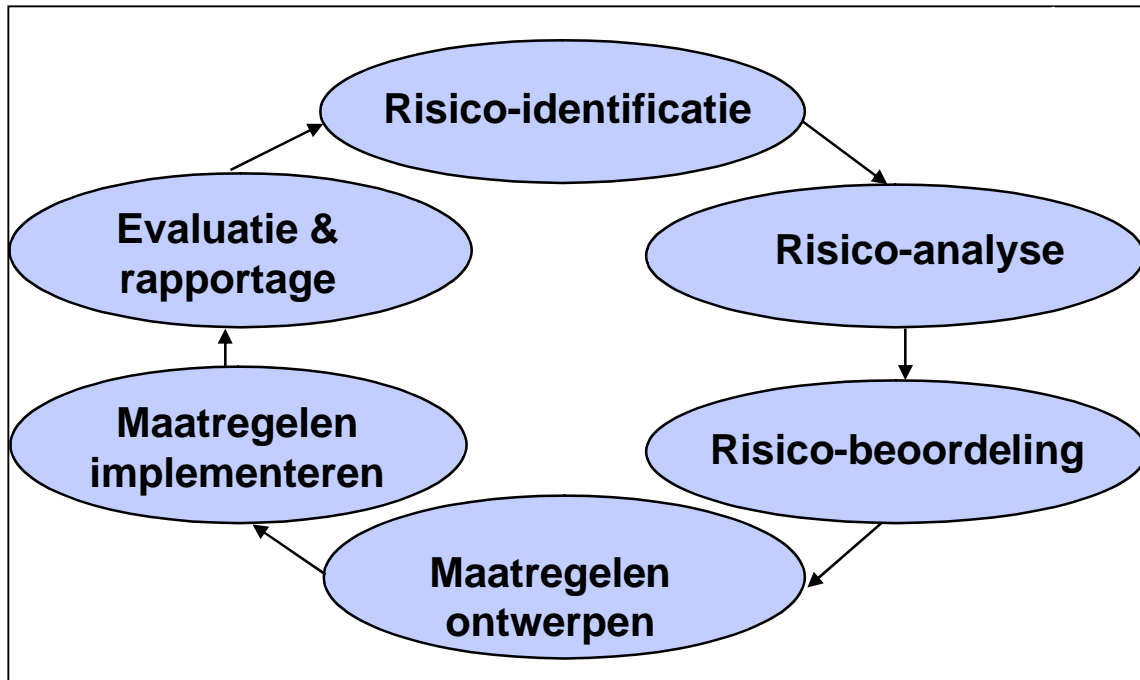 Risico-identificatie
Risico-analyse
Risico-beoordeling
Maatregelen
ontwerpen
Maatregelen
implementeren
Evaluatie &
rapportage